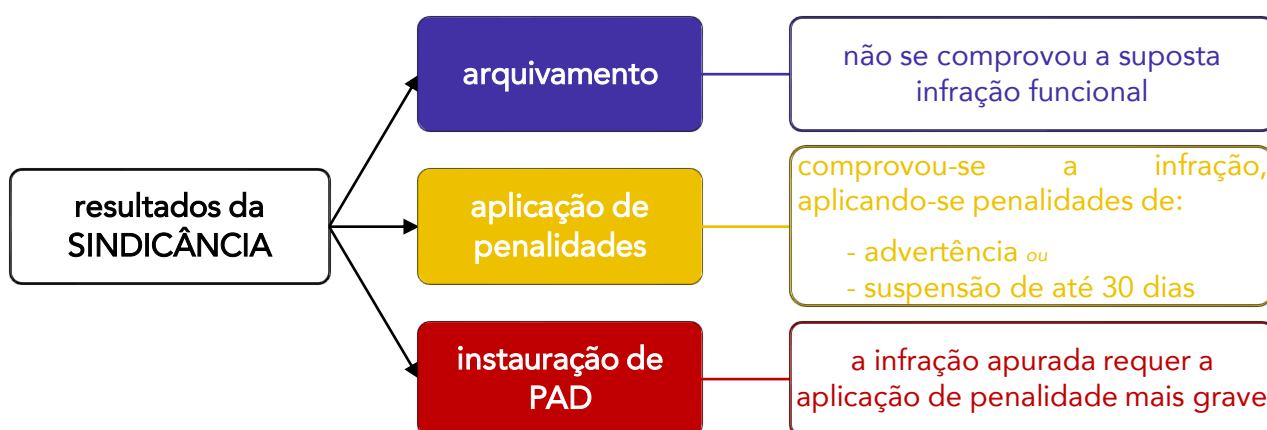 resultados da
SINDICÂNCIA
arquivamento
não se comprovou a suposta
infração funcional
aplicação de
penalidades
comprovou-se a infração,
aplicando-se penalidades de:
- advertência ou
- suspensão de até 30 dias
instauração de
PAD
a infração apurada requer a
aplicação de penalidade mais grave